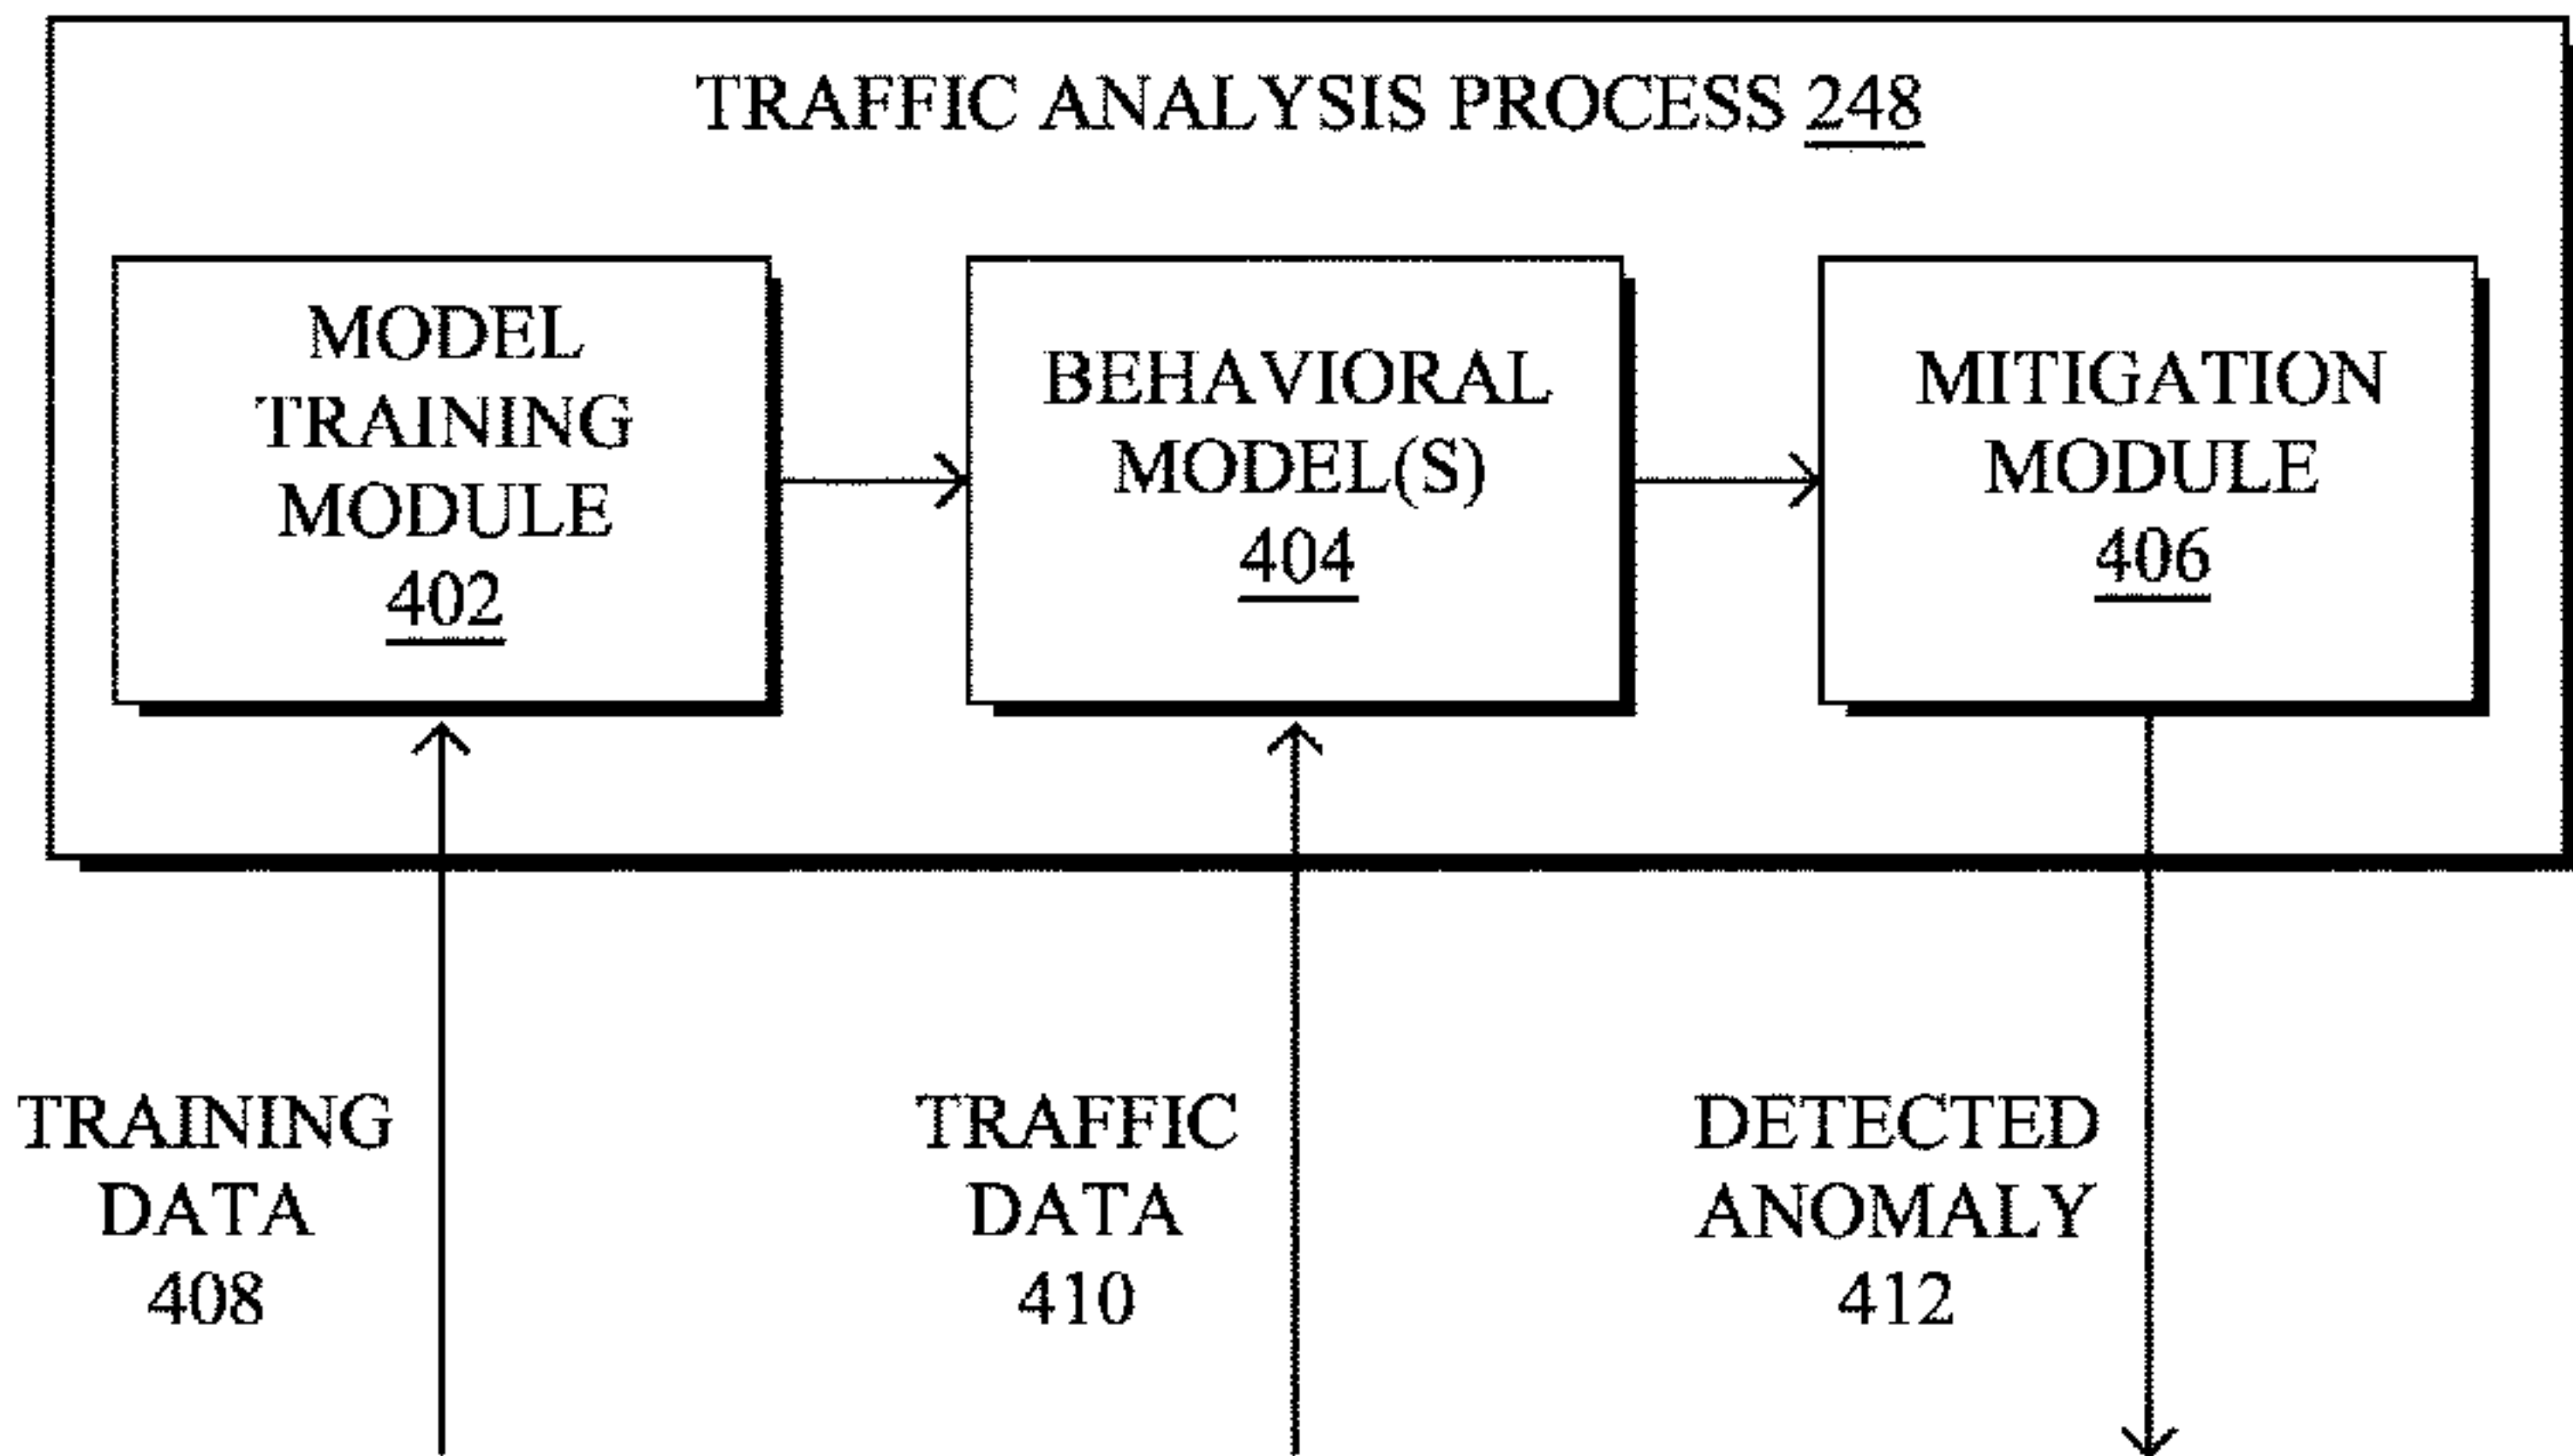 TRAFFIC ANALYSIS PROCESS 248
MODEL
TRAINING
MODULE
402
BEHAVIORAL
MODEL(S)
404
MITIGATION
MODULE
406
TRAINING
DATA
408
TRAFFIC
DATA
410
DETECTED
ANOMALY
412